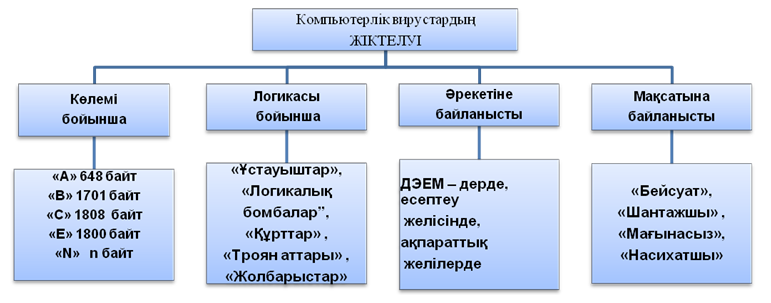 Компьютерлік вирустардың
ЖІКТЕЛУІ
Көлемі
бойынша
Логикасы
бойынша
Әрекетіне
байланысты
Мақсатына
байланысты
«А» 648 байт
«В» 1701 байт
«С» 1808 байт
«Е» 1800 байт
«N» n байт
«Ұстауыштар»,
«Логикалық
бомбалар”,
«Құрттар» ,
«Троян аттары» ,
«Жолбарыстар»
ДЭЕМ – дерде,
есептеу
желісінде,
ақпараттық
желілерде
«Бейсуат»,
«Шантажшы» ,
«Мағынасыз»,
«Насихатшы»